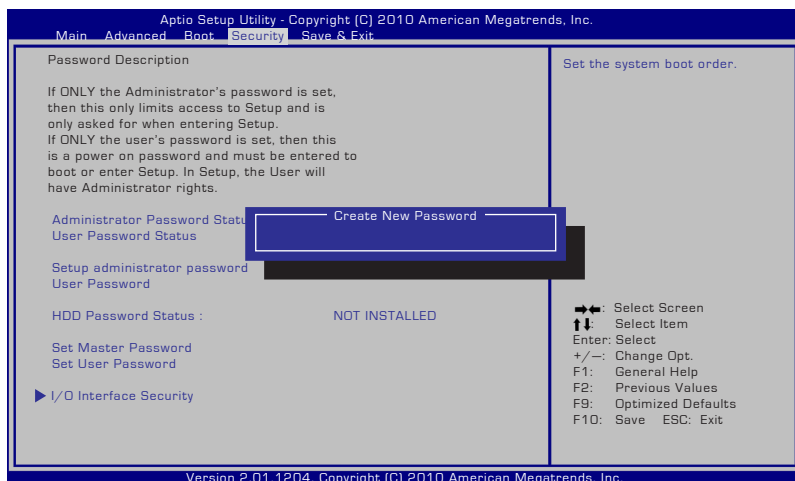 Aptio Setup Utility - Copyright (C) 2010 American Megatrends, Inc.
Main Advanced Boot Security Save & Exit
Password Description
If ONLY the Administrator's password is set,
then this only limits access to Setup and is
only asked for when entering Setup.
If ONLY the user's password is set, then this
is a power on password and must be entered to
boot or enter Setup. In Setup, the User will
have Administrator rights.
Administrator Password Statu
User Password Status
Create New Password
Setup administrator password
User Password
HDD Password Status : NOT INSTALLED
Set Master Password
Set User Password
I/O Interface Security
Set the system boot order.
→←: Select Screen
↑↓: Select Item
Enter: Select
+/—: Change Opt.
F1: General Help
F2: Previous Values
F9: Optimized Defaults
F10: Save ESC: Exit
Version 2.01.1204. Copyright (C) 2010 American Megatrends, Inc.